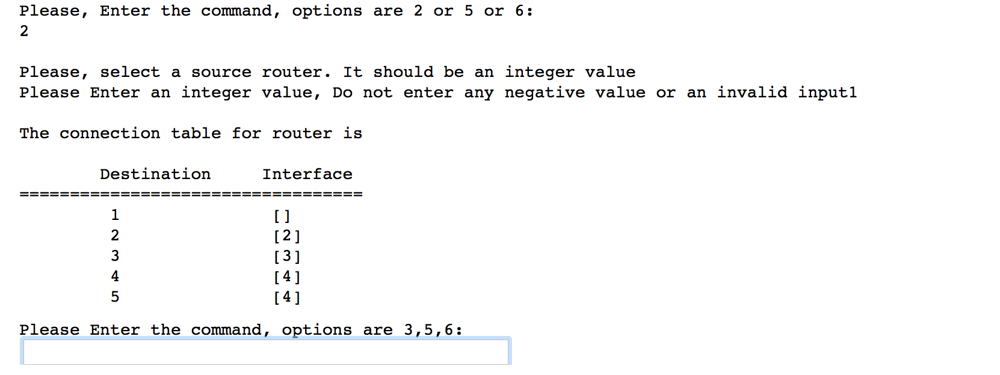 Please, Enter the command, options are 2 or 5 or 6:
2
Please, select a source router. It should be an integer value
Please Enter an integer value, Do not enter any negative value or an invalid input1
The connection table for router is
Destination Interface
==================================
1 []
2 [2]
3 [3]
4 [4]
5 [4]
Please Enter the command, options are 3,5,6: